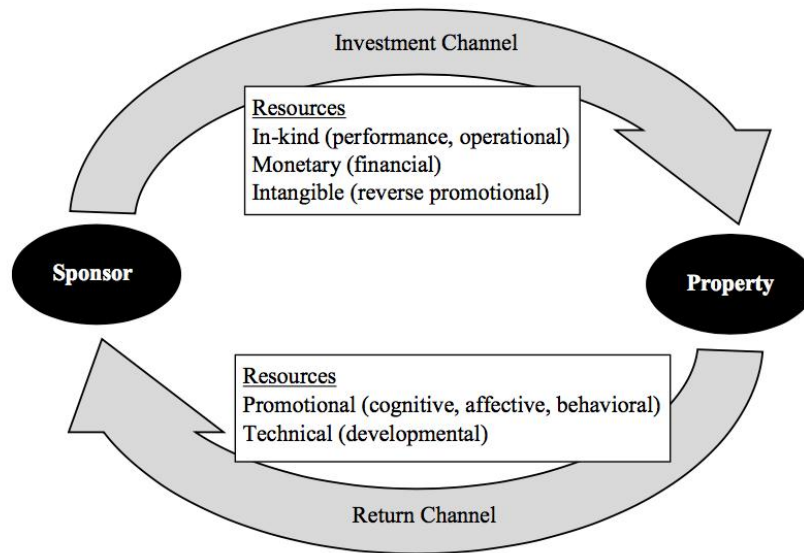 Investment Channel
Resources
In-kind (performance, operational)
Monetary (financial)
Intangible (reverse promotional)
Sponsor
Property
Resources
Promotional (cognitive, affective, behavioral)
Technical (developmental)
Return Channel